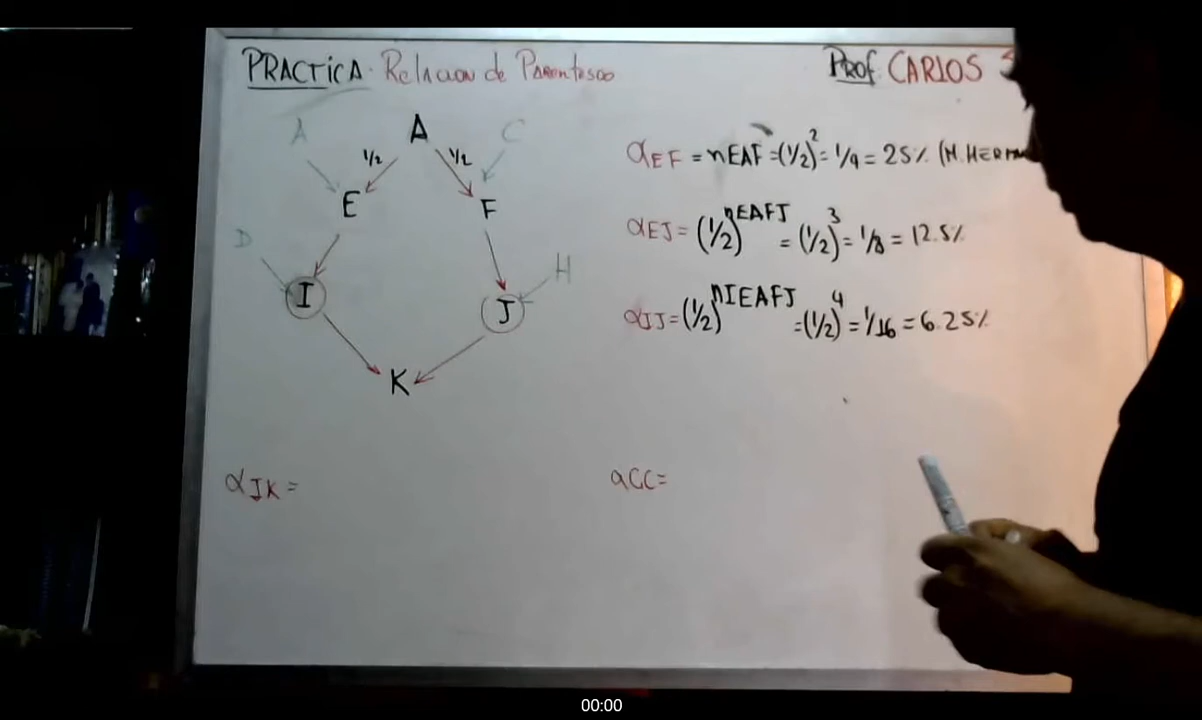 PRACTICA. Relacion de Parentesco
Prof. CARLOS
A A C
1/2 1/2
E F
D
I J H
K
αEF = nEAF = (1/2)² = 1/4 = 25% (M. HERM
αEJ = (1/2)^nEAFJ = (1/2)³ = 1/8 = 12.5%
αIJ = (1/2)^nIEAFJ = (1/2)⁴ = 1/16 = 6.25%
αJK =
aCC=
00:00